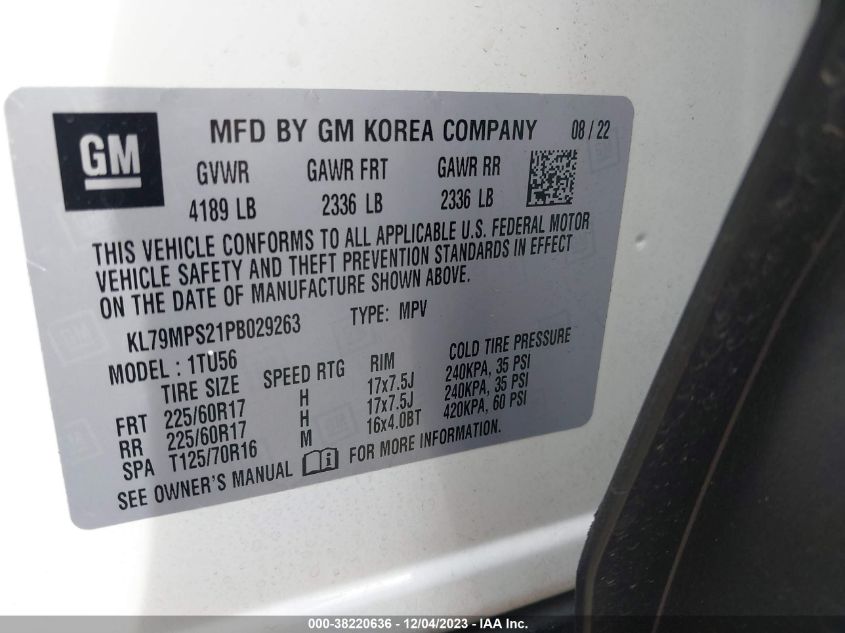 GM
MFD BY GM KOREA COMPANY 08 / 22
GVWR GAWR FRT GAWR RR
4189 LB 2336 LB 2336 LB
THIS VEHICLE CONFORMS TO ALL APPLICABLE U.S. FEDERAL MOTOR
VEHICLE SAFETY AND THEFT PREVENTION STANDARDS IN EFFECT
ON THE DATE OF MANUFACTURE SHOWN ABOVE.
KL79MPS21PB029263 TYPE: MPV
MODEL : 1TU56
TIRE SIZE SPEED RTG RIM COLD TIRE PRESSURE
FRT 225/60R17 H 17x7.5J 240KPA, 35 PSI
RR 225/60R17 H 17x7.5J 240KPA, 35 PSI
SPA T125/70R16 M 16x4.0BT 420KPA, 60 PSI
SEE OWNER'S MANUAL FOR MORE INFORMATION.
000-38220636 - 12/04/2023 - IAA Inc.